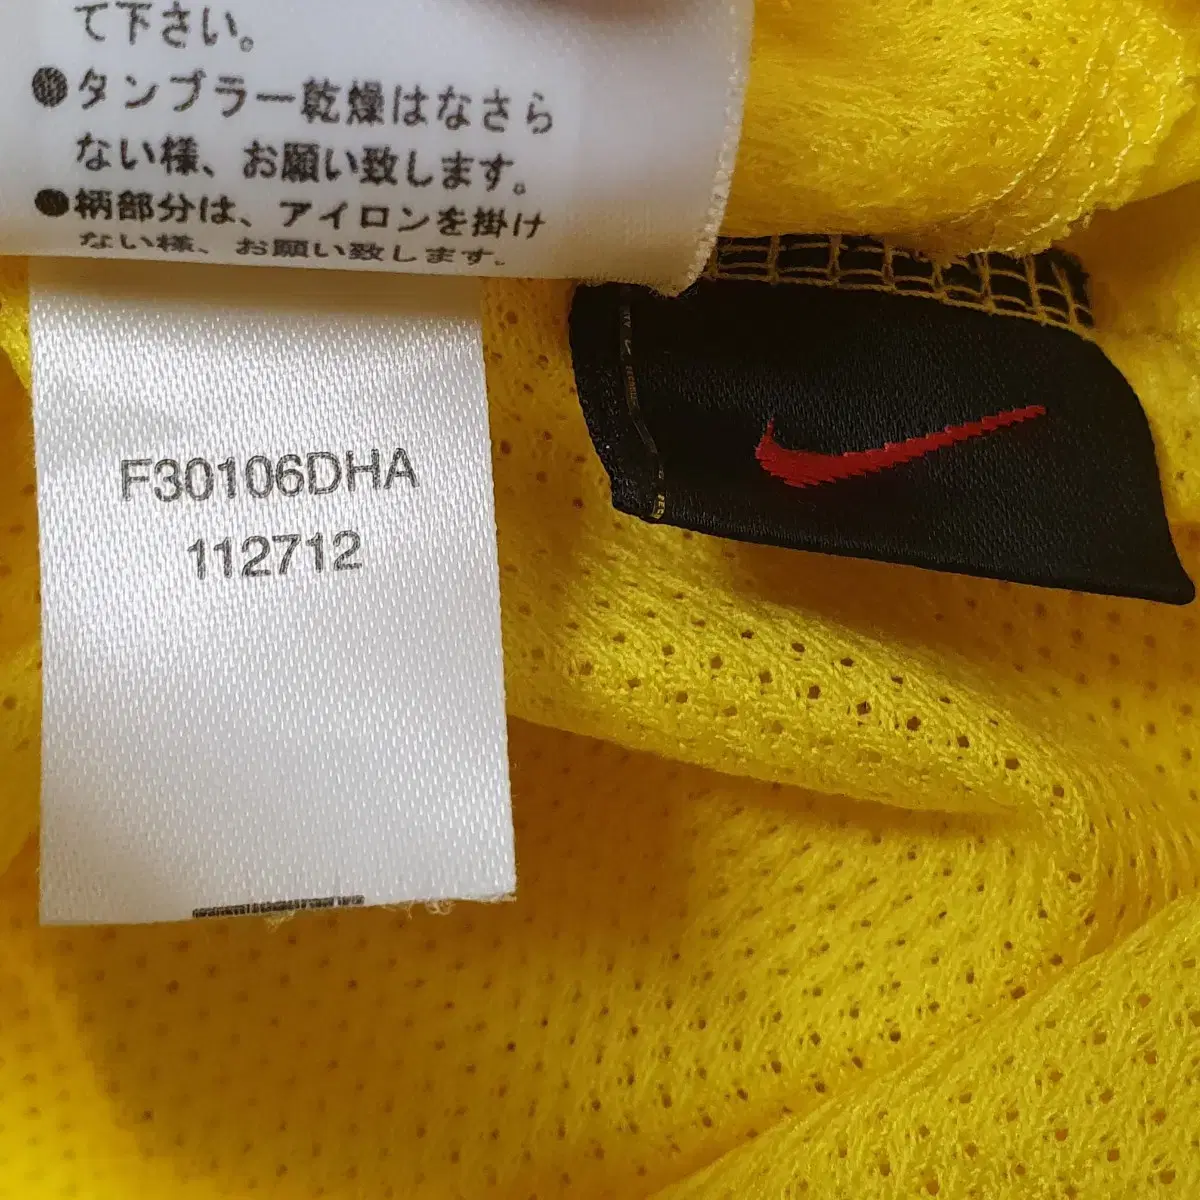 て下さい。
●タンブラー乾燥はなさら
ない様、お願い致します。
●柄部分は、アイロンを掛け
ない様、お願い致します。
F30106DHA
112712